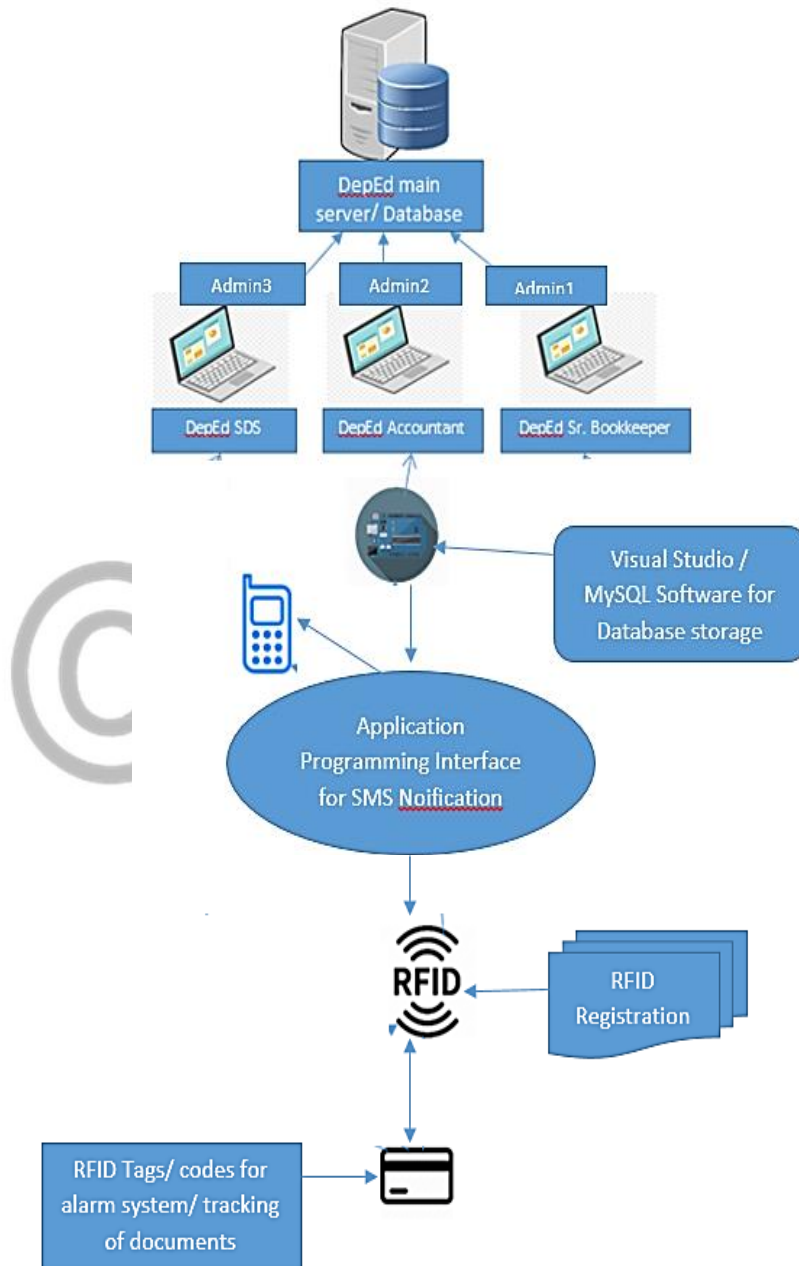 DepEd main
server/ Database
Admin3
Admin2
Admin1
DepEd SDS
DepEd Accountant
DepEd Sr. Bookkeeper
Visual Studio /
MySQL Software for
Database storage
Application
Programming Interface
for SMS Noification
RFID
RFID
Registration
RFID Tags/ codes for
alarm system/ tracking
of documents
©